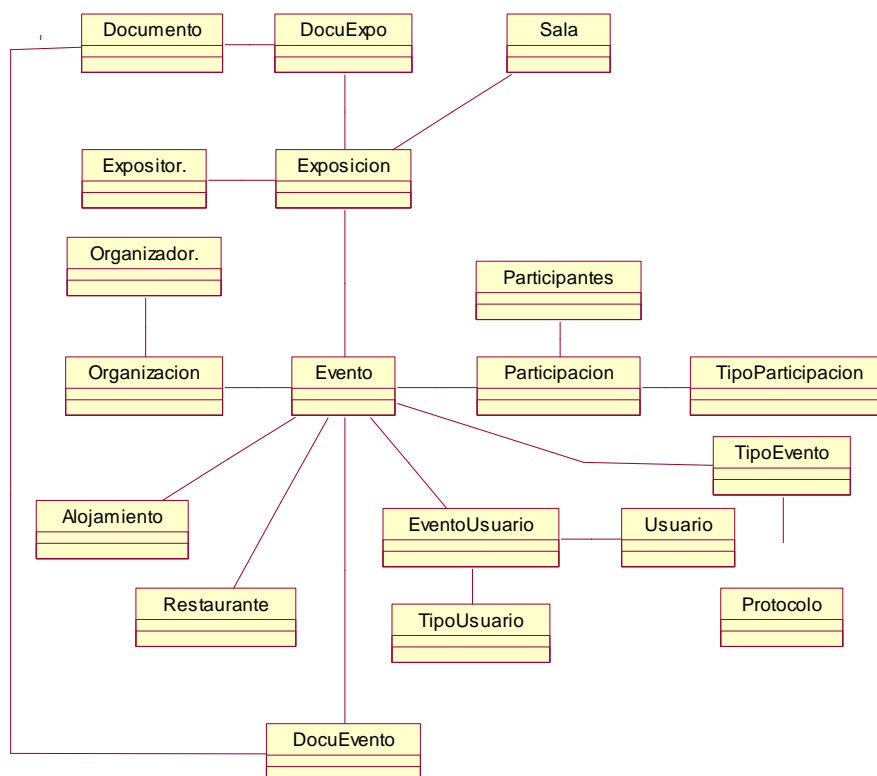 Documento
DocuExpo
Sala
Expositor.
Exposicion
Organizador.
Participantes
Organizacion
Evento
Participacion
TipoParticipacion
TipoEvento
Alojamiento
EventoUsuario
Usuario
Restaurante
TipoUsuario
Protocolo
DocuEvento